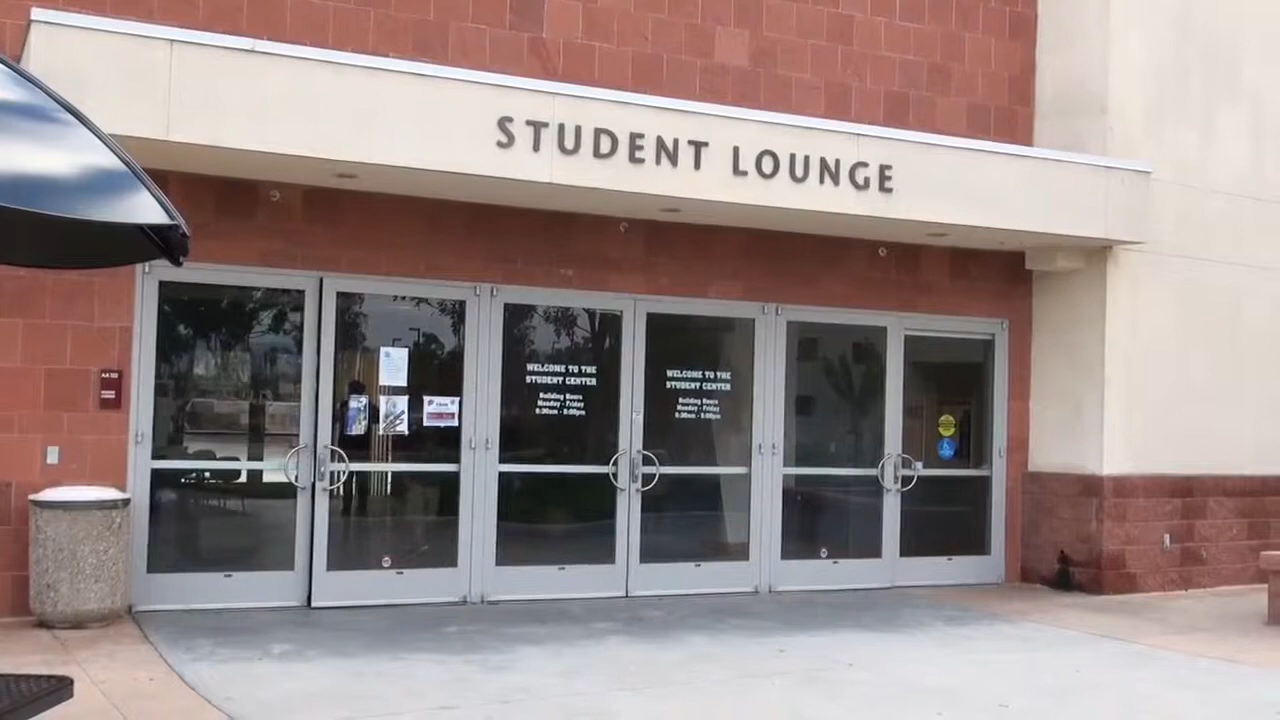 STUDENT LOUNGE
WELCOME TO THE
STUDENT CENTER
Building Hours
Monday - Friday
WELCOME TO THE
STUDENT CENTER
Building Hours
Monday - Friday